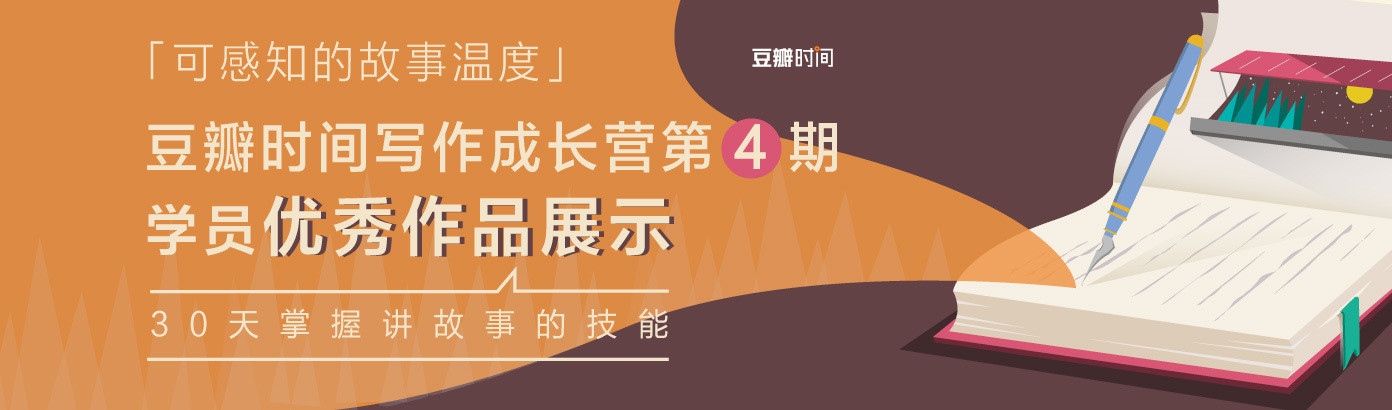 「可感知的故事温度」
豆瓣时间
豆瓣时间写作成长营第4期
学员优秀作品展示
30天掌握讲故事的技能